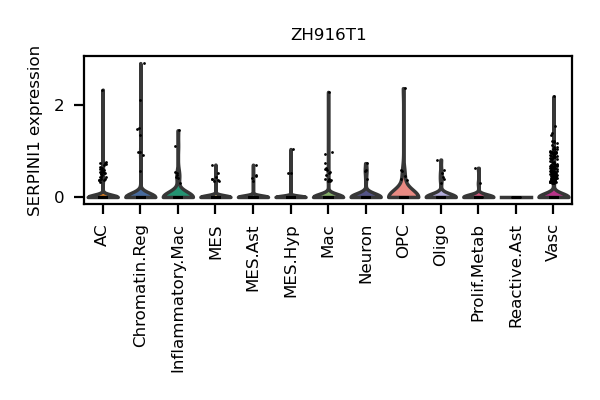 ZH916T1
SERPINI1 expression
2
0
AC
Chromatin.Reg
Inflammatory.Mac
MES
MES.Ast
MES.Hyp
Mac
Neuron
OPC
Oligo
Prolif.Metab
Reactive.Ast
Vasc